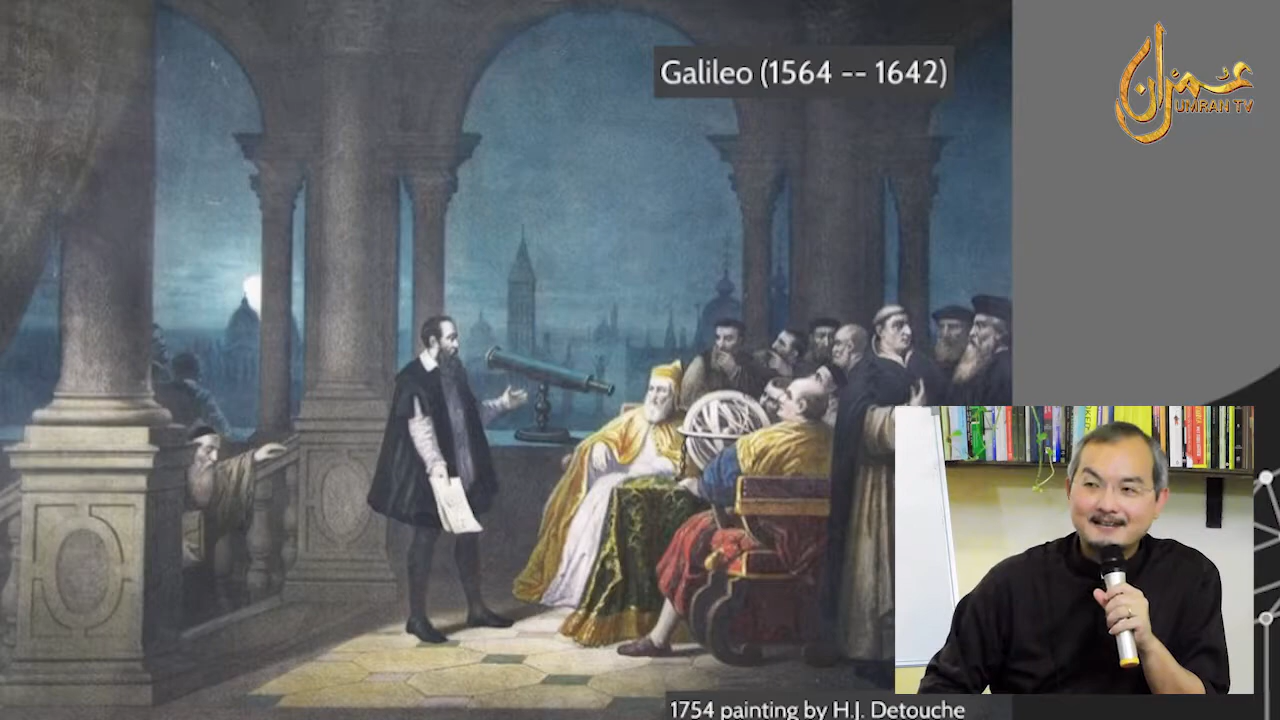 Galileo (1564 -- 1642)
عمران
UMRAN TV
1754 painting by H.J. Detouche